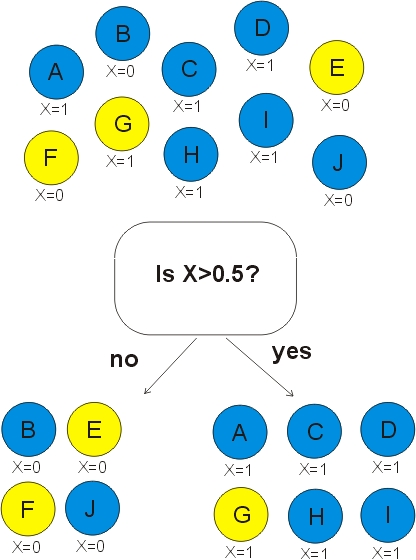 B
X=0
D
X=1
A
X=1
C
X=1
E
X=0
G
X=1
I
X=1
F
X=0
H
X=1
J
X=0
Is X>0.5?
no
yes
B
X=0
E
X=0
A
X=1
C
X=1
D
X=1
F
X=0
J
X=0
G
X=1
H
X=1
I
X=1